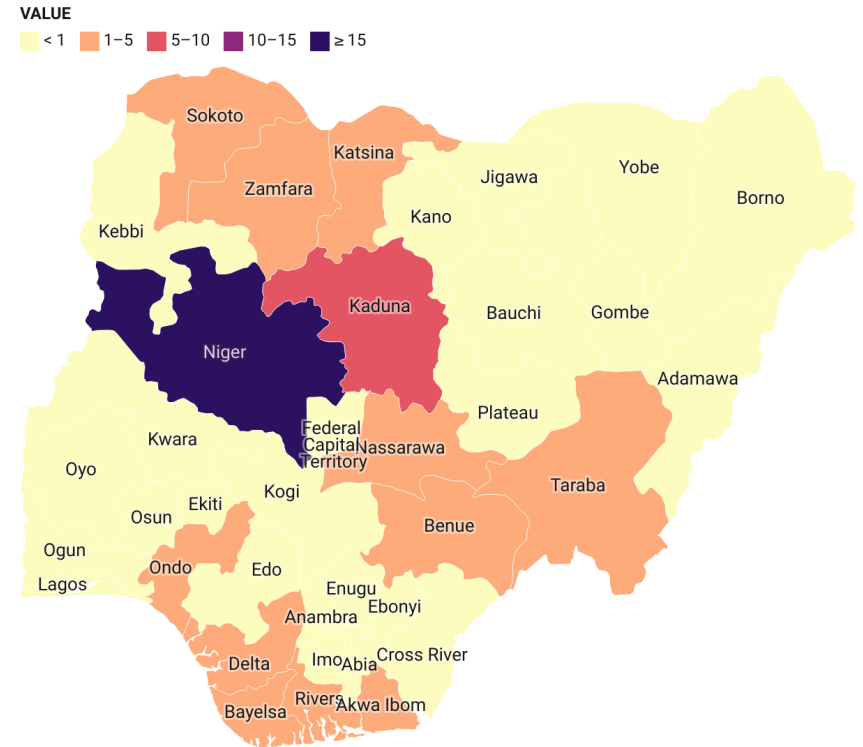 VALUE
< 1 1–5 5–10 10–15 ≥ 15
Sokoto
Katsina
Yobe
Jigawa
Zamfara
Borno
Kano
Kebbi
Kaduna
Bauchi
Gombe
Niger
Adamawa
Plateau
Federal
Capital
Territory
Nassarawa
Kwara
Oyo
Taraba
Kogi
Ekiti
Osun
Benue
Ogun
Ondo
Edo
Lagos
Enugu
Ebonyi
Anambra
Cross River
Imo
Abia
Delta
Rivers
Akwa Ibom
Bayelsa